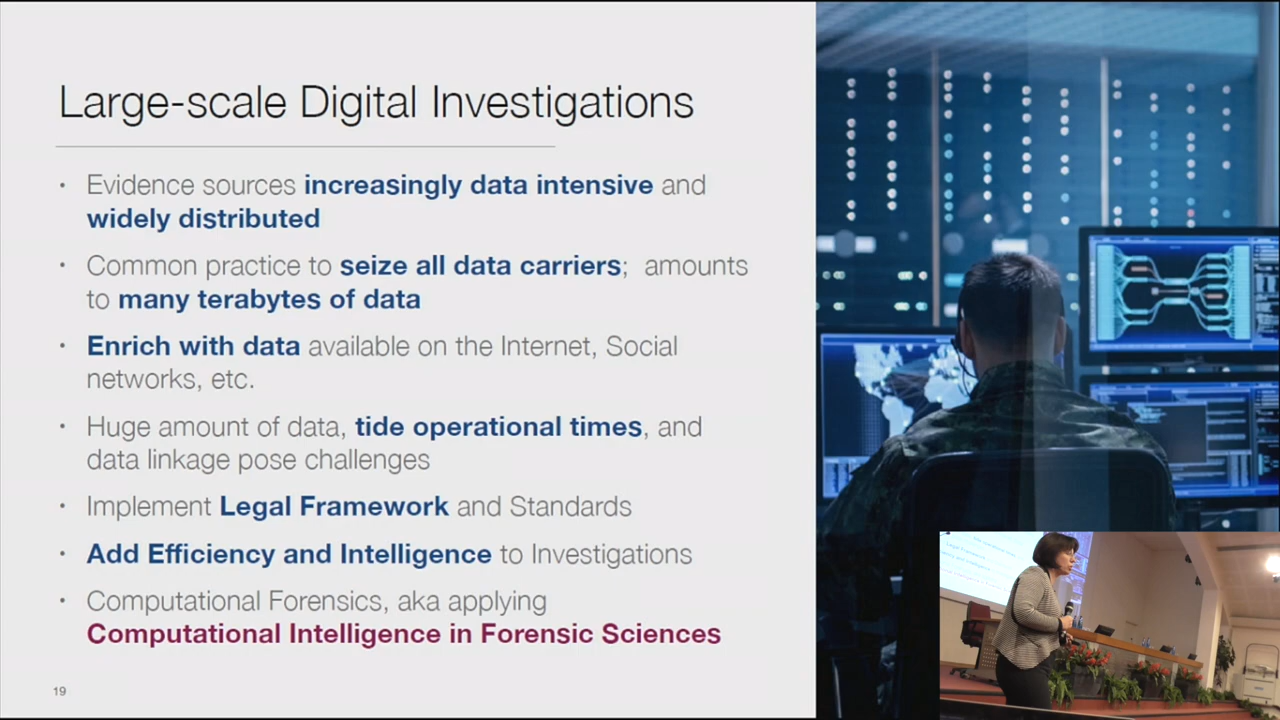 Large-scale Digital Investigations
• Evidence sources increasingly data intensive and
widely distributed
• Common practice to seize all data carriers; amounts
to many terabytes of data
• Enrich with data available on the Internet, Social
networks, etc.
• Huge amount of data, tide operational times, and
data linkage pose challenges
• Implement Legal Framework and Standards
• Add Efficiency and Intelligence to Investigations
• Computational Forensics, aka applying
Computational Intelligence in Forensic Sciences
19